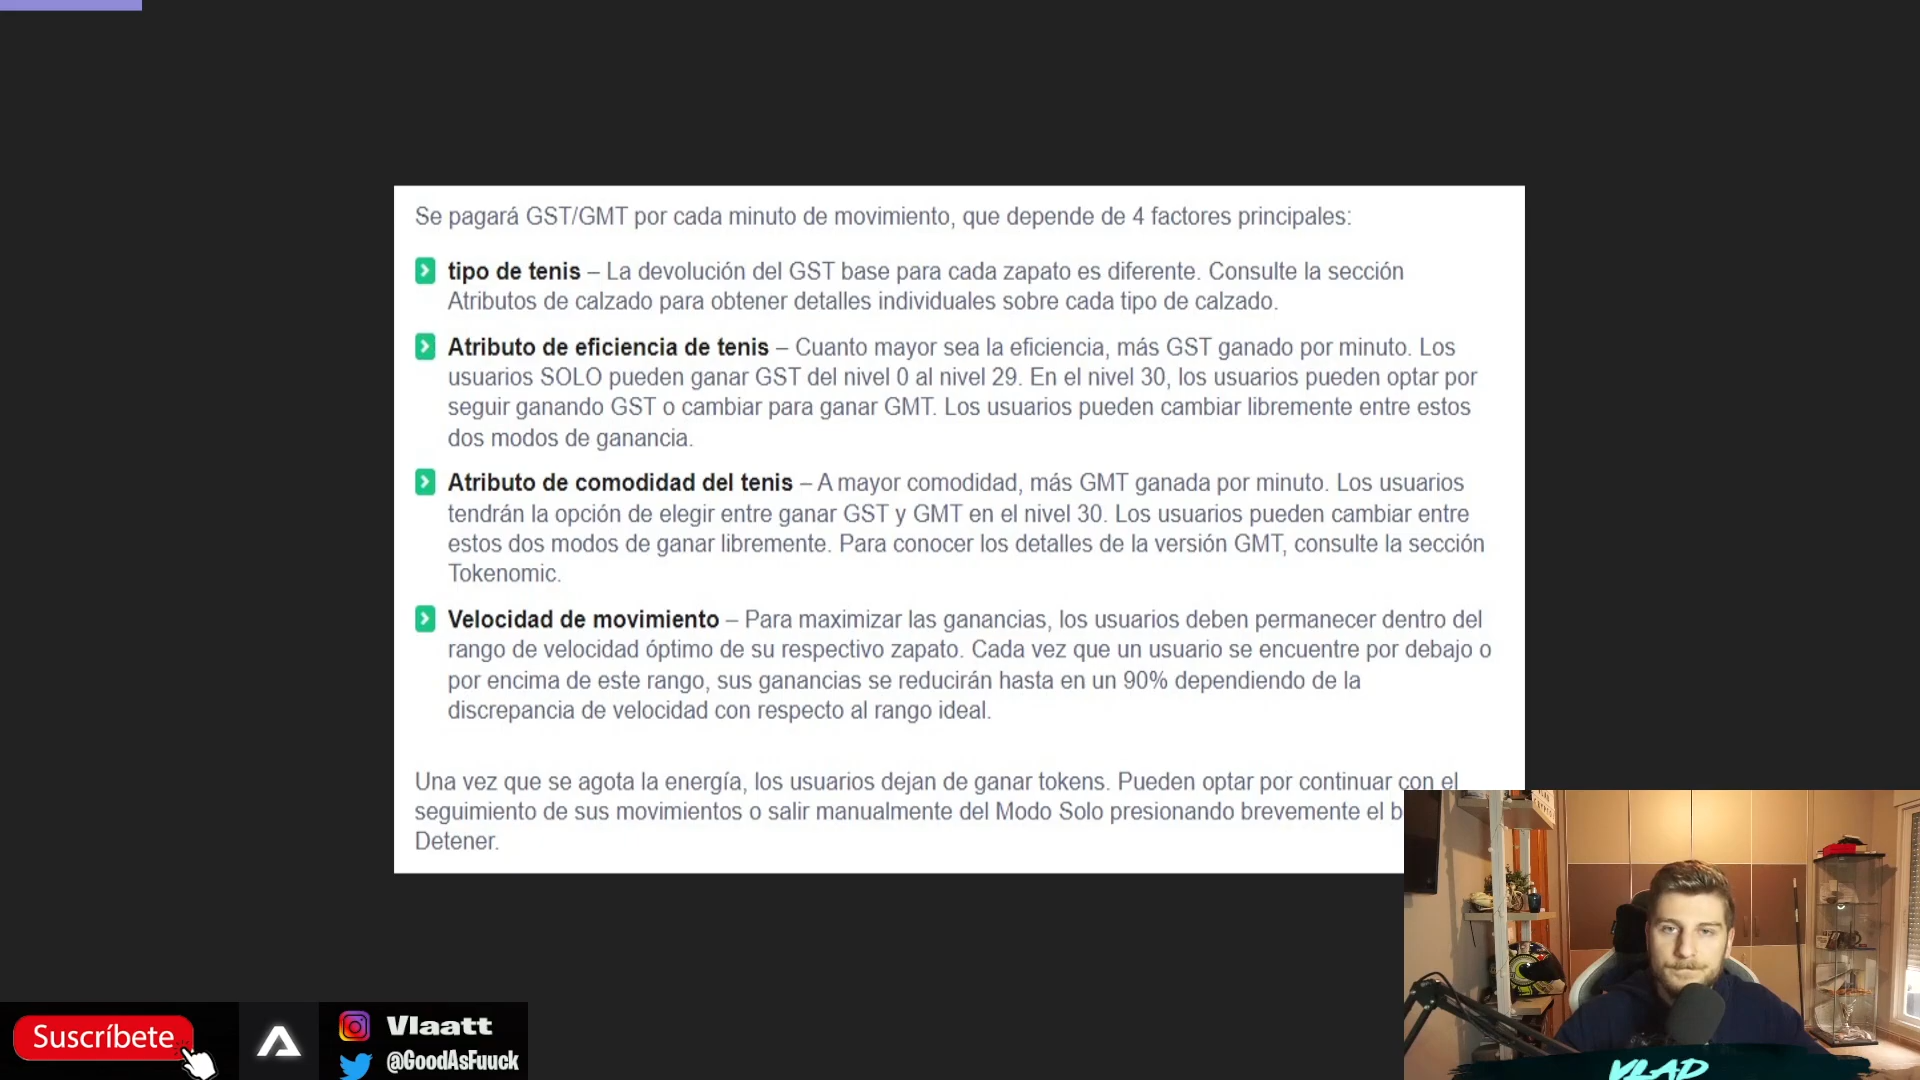 Se pagará GST/GMT por cada minuto de movimiento, que depende de 4 factores principales:
tipo de tenis – La devolución del GST base para cada zapato es diferente. Consulte la sección
Atributos de calzado para obtener detalles individuales sobre cada tipo de calzado.
Atributo de eficiencia de tenis – Cuanto mayor sea la eficiencia, más GST ganado por minuto. Los
usuarios SOLO pueden ganar GST del nivel 0 al nivel 29. En el nivel 30, los usuarios pueden optar por
seguir ganando GST o cambiar para ganar GMT. Los usuarios pueden cambiar libremente entre estos
dos modos de ganancia.
Atributo de comodidad del tenis – A mayor comodidad, más GMT ganada por minuto. Los usuarios
tendrán la opción de elegir entre ganar GST y GMT en el nivel 30. Los usuarios pueden cambiar entre
estos dos modos de ganar libremente. Para conocer los detalles de la versión GMT, consulte la sección
Tokenomic.
Velocidad de movimiento – Para maximizar las ganancias, los usuarios deben permanecer dentro del
rango de velocidad óptimo de su respectivo zapato. Cada vez que un usuario se encuentre por debajo o
por encima de este rango, sus ganancias se reducirán hasta en un 90% dependiendo de la
discrepancia de velocidad con respecto al rango ideal.
Una vez que se agota la energía, los usuarios dejan de ganar tokens. Pueden optar por continuar con el
seguimiento de sus movimientos o salir manualmente del Modo Solo presionando brevemente el b
Detener.
Suscríbete
Vlaatt
@GoodAsFuuck
VLAD